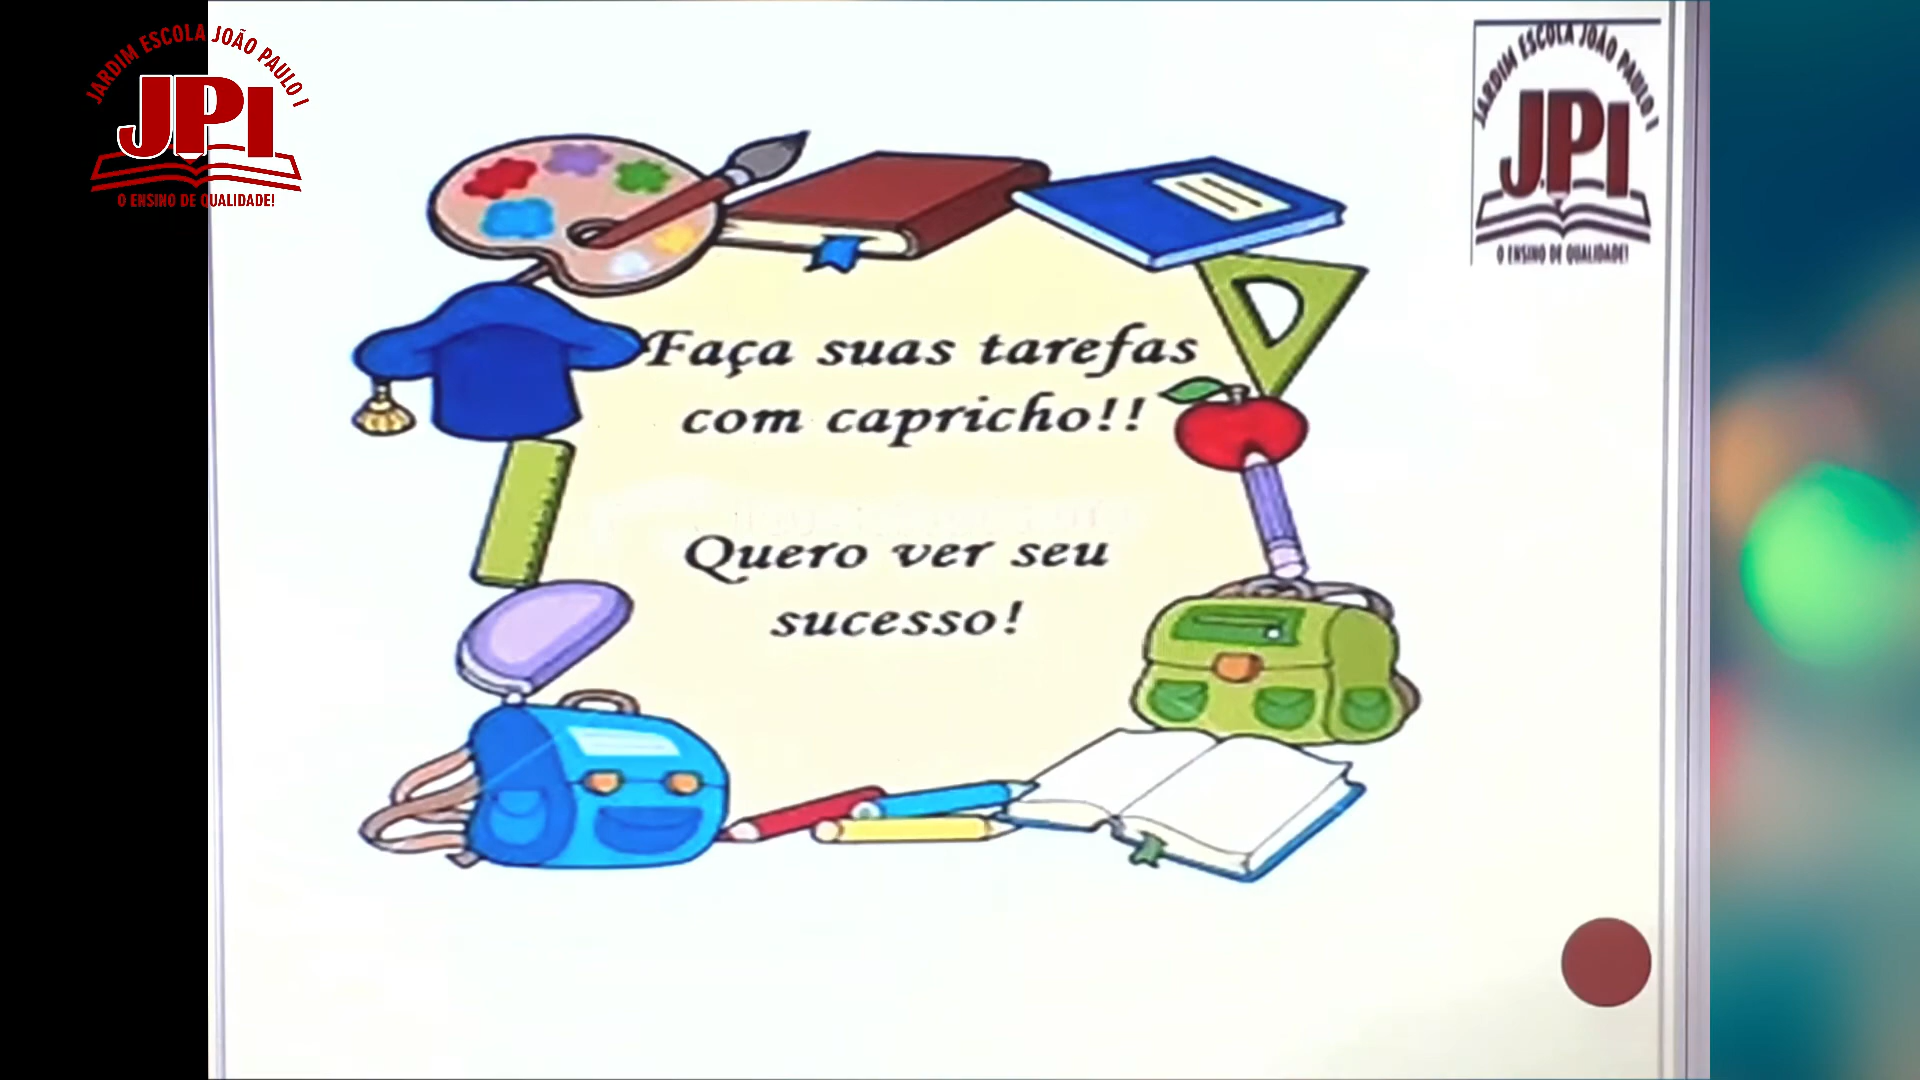 JARDIM ESCOLA JOÃO PAULO I
JPI
O ENSINO DE QUALIDADE!
JARDIM ESCOLA JOÃO PAULO I
JPI
O ENSINO DE QUALIDADE!
Faça suas tarefas
com capricho!!
Quero ver seu
sucesso!